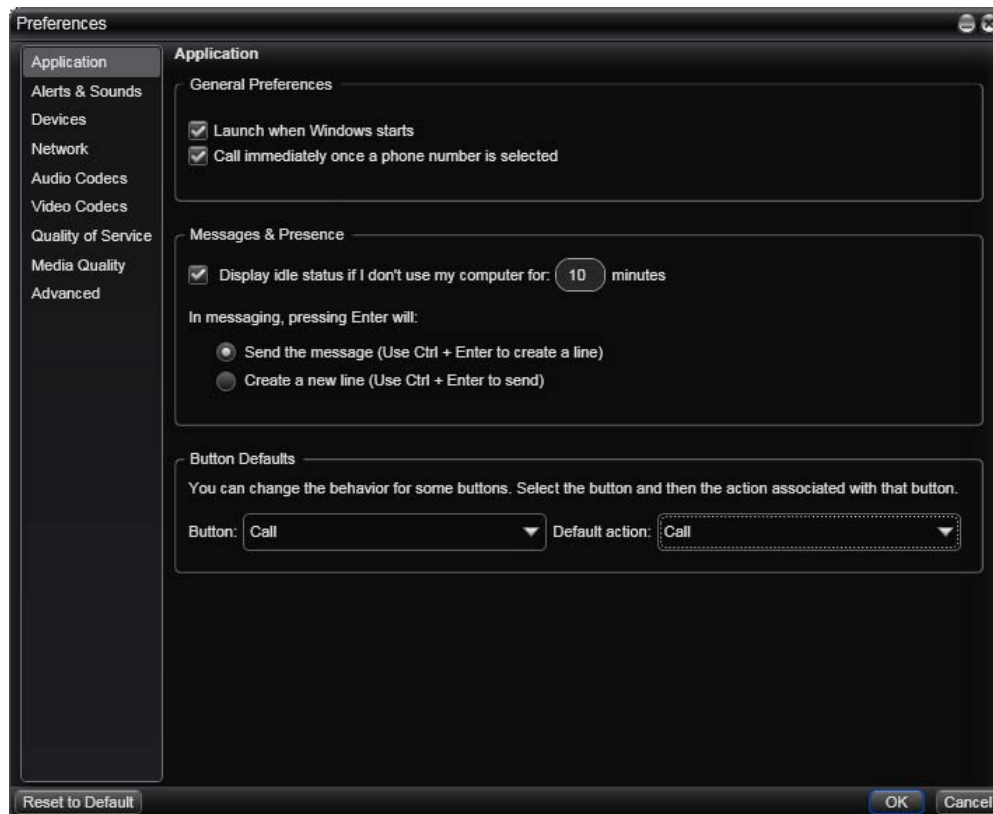 Preferences
Application
Alerts & Sounds
Devices
Network
Audio Codecs
Video Codecs
Quality of Service
Media Quality
Advanced
Application
General Preferences
Launch when Windows starts
Call immediately once a phone number is selected
Messages & Presence
Display idle status if I don't use my computer for: 10 minutes
In messaging, pressing Enter will:
Send the message (Use Ctrl + Enter to create a line)
Create a new line (Use Ctrl + Enter to send)
Button Defaults
You can change the behavior for some buttons. Select the button and then the action associated with that button.
Button: Call Default action: Call
Reset to Default OK Cancel